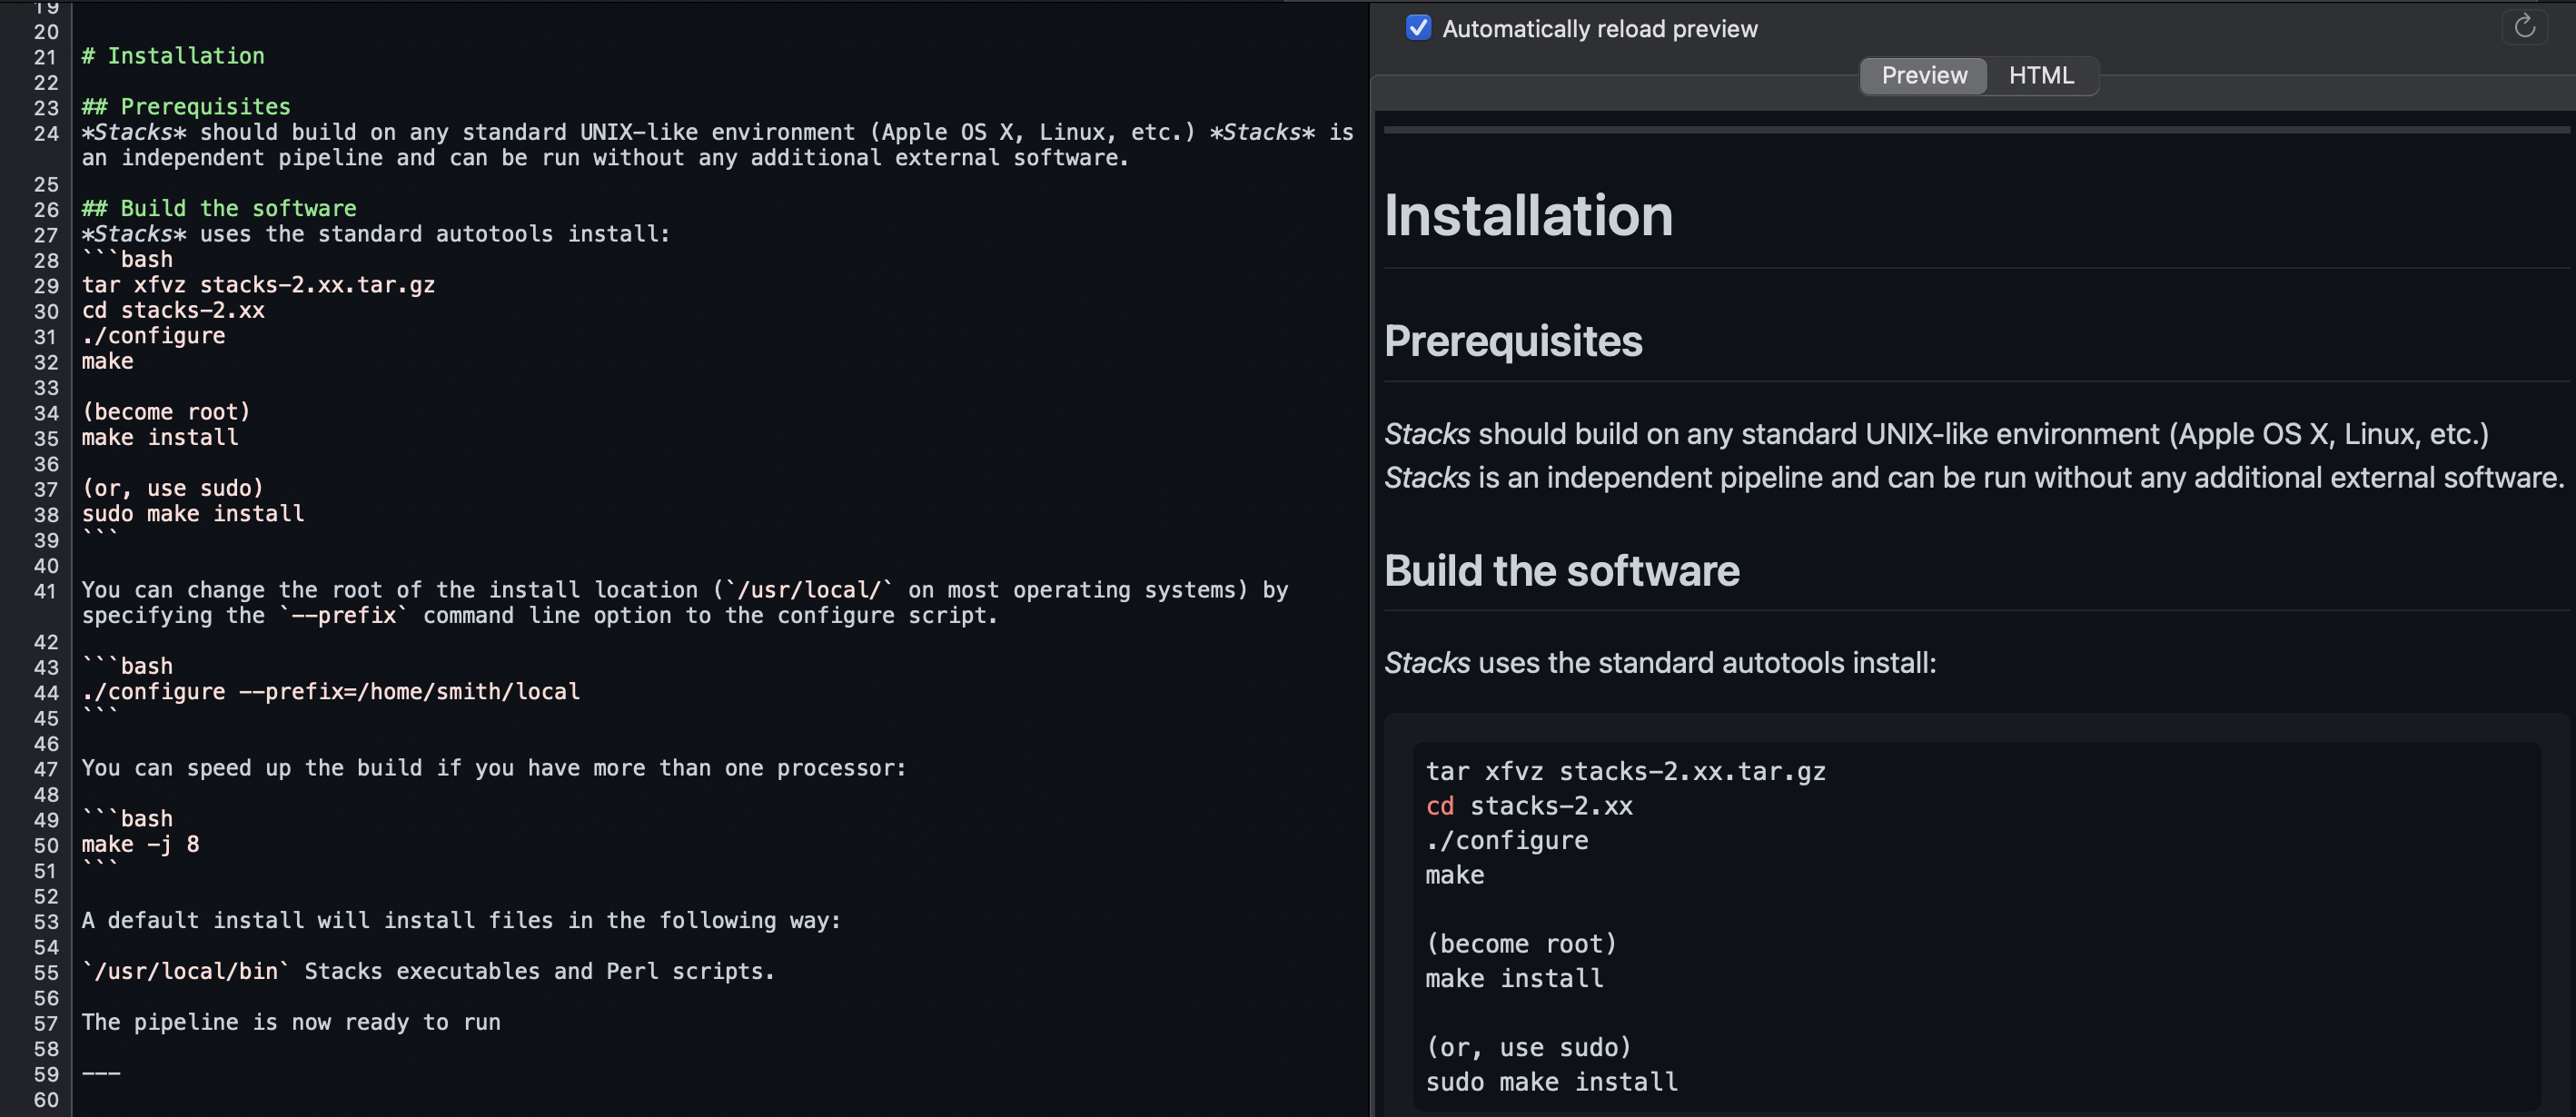 19
20
21 # Installation
22
23 ## Prerequisites
24 *Stacks* should build on any standard UNIX-like environment (Apple OS X, Linux, etc.) *Stacks* is
an independent pipeline and can be run without any additional external software.
25
26 ## Build the software
27 *Stacks* uses the standard autotools install:
28 ```bash
29 tar xfvz stacks-2.xx.tar.gz
30 cd stacks-2.xx
31 ./configure
32 make
33
34 (become root)
35 make install
36
37 (or, use sudo)
38 sudo make install
39 ```
40
41 You can change the root of the install location (`/usr/local/` on most operating systems) by
specifying the `--prefix` command line option to the configure script.
42
43 ```bash
44 ./configure --prefix=/home/smith/local
45 ```
46
47 You can speed up the build if you have more than one processor:
48
49 ```bash
50 make -j 8
51 ```
52
53 A default install will install files in the following way:
54
55 `/usr/local/bin` Stacks executables and Perl scripts.
56
57 The pipeline is now ready to run
58
59 ---
60
Automatically reload preview
Preview HTML
Installation
Prerequisites
Stacks should build on any standard UNIX-like environment (Apple OS X, Linux, etc.)
Stacks is an independent pipeline and can be run without any additional external software.
Build the software
Stacks uses the standard autotools install:
tar xfvz stacks-2.xx.tar.gz
cd stacks-2.xx
./configure
make
(become root)
make install
(or, use sudo)
sudo make install